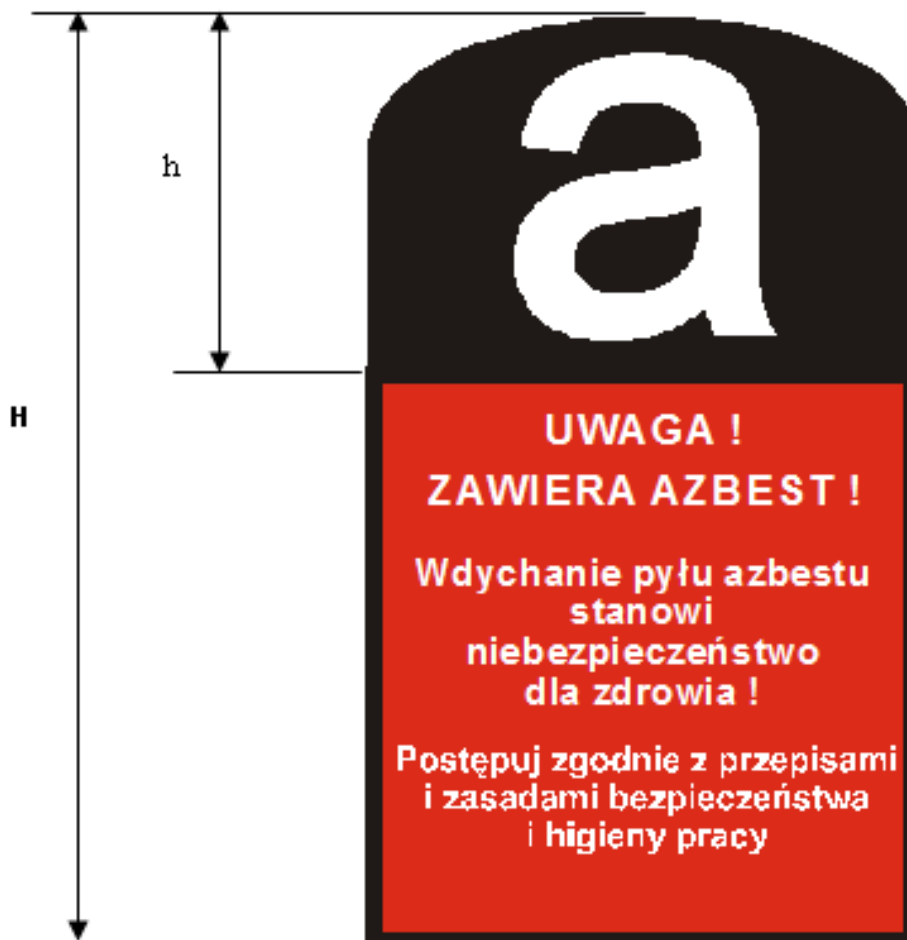 a
h
H
UWAGA !
ZAWIERA AZBEST !
Wdychanie pyłu azbestu
stanowi
niebezpieczeństwo
dla zdrowia !
Postępuj zgodnie z przepisami
i zasadami bezpieczeństwa
i higieny pracy